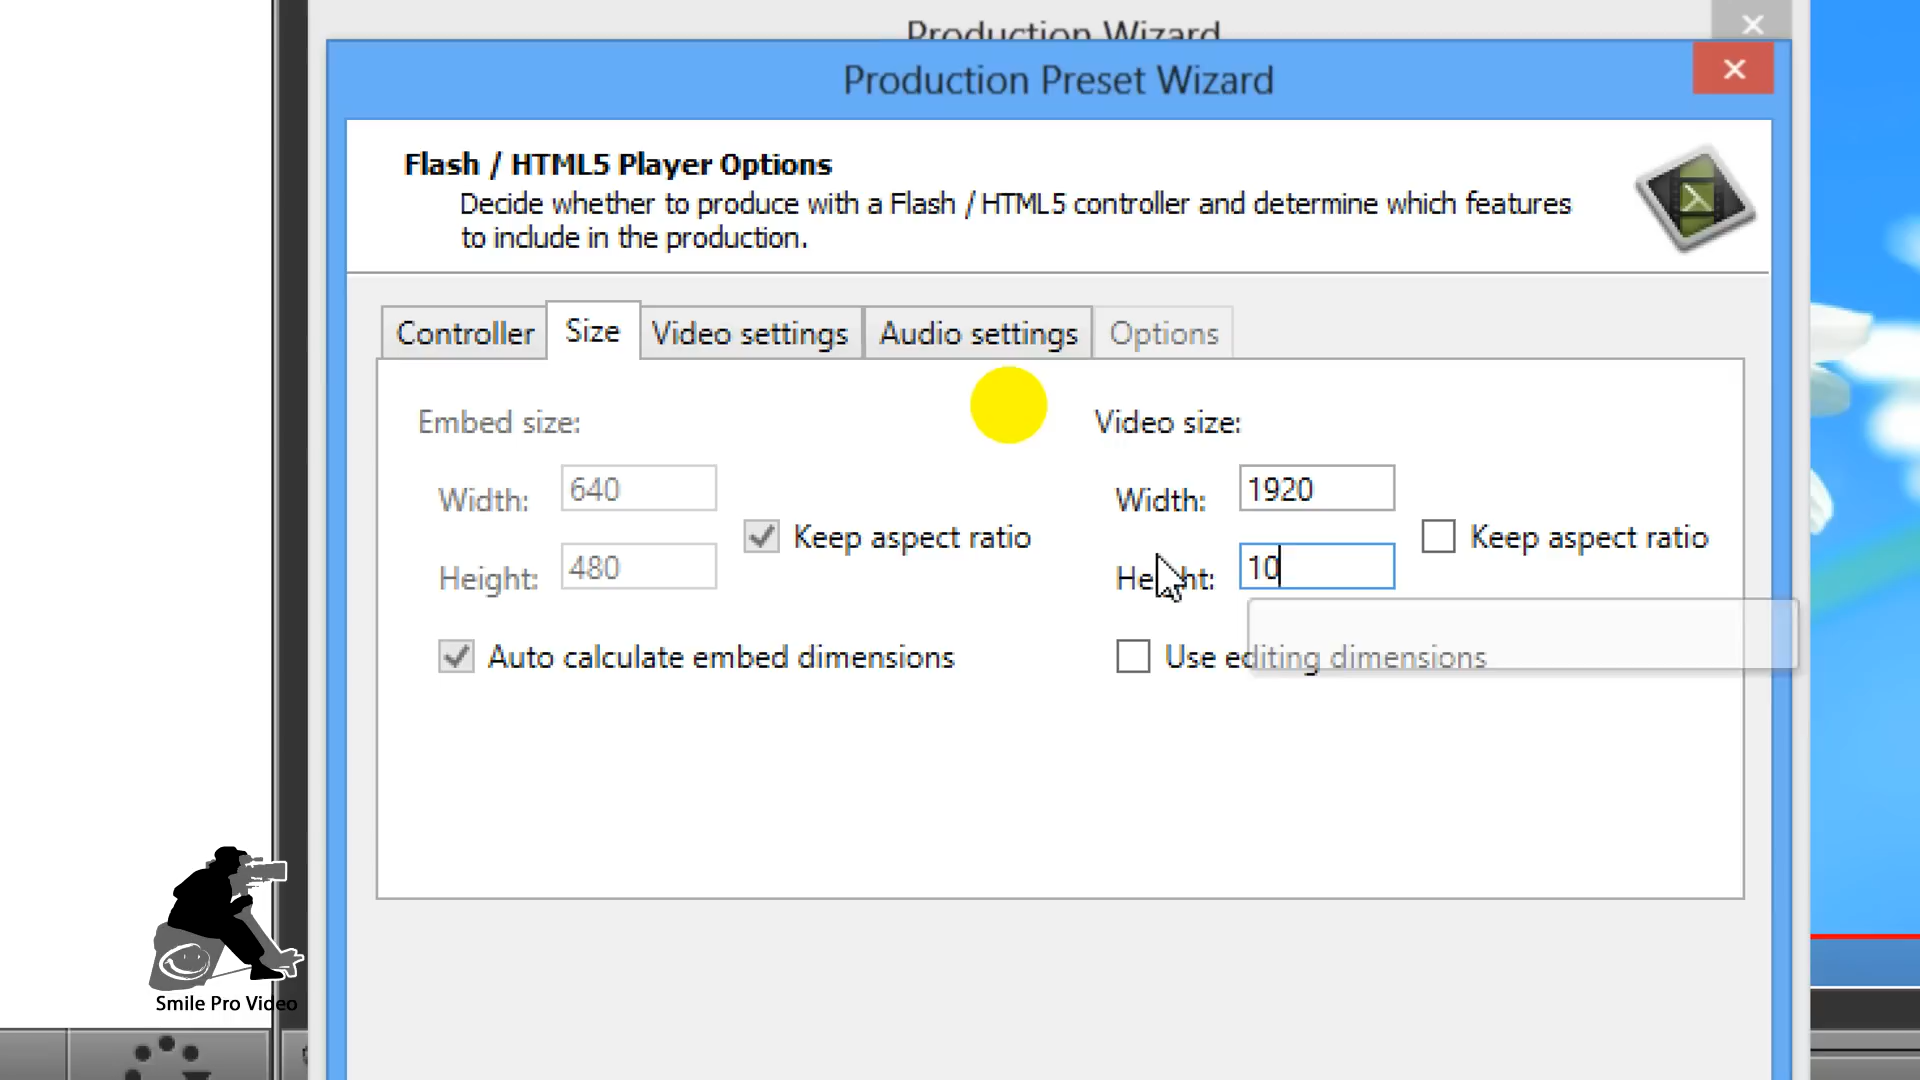 Production Wizard
Production Preset Wizard
Flash / HTML5 Player Options
Decide whether to produce with a Flash / HTML5 controller and determine which features
to include in the production.
Controller
Size
Video settings
Audio settings
Options
Embed size:
Width: 640
Keep aspect ratio
Height: 480
Auto calculate embed dimensions
Video size:
Width: 1920
Keep aspect ratio
Height: 10
Use editing dimensions
Smile Pro Video